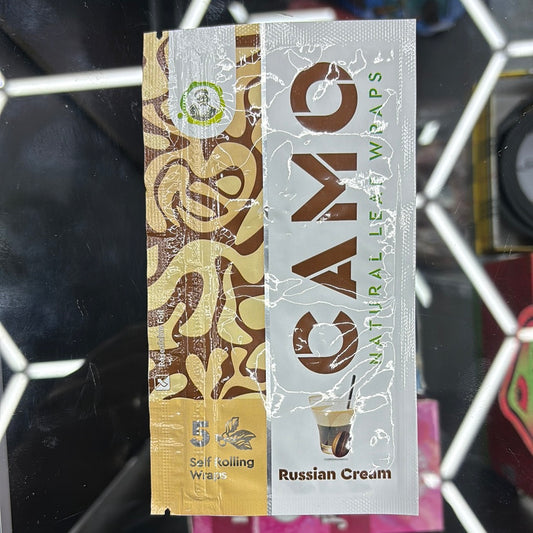 CAMO
NATURAL LEAF WRAPS
5
Self Rolling
Wraps
Russian Cream